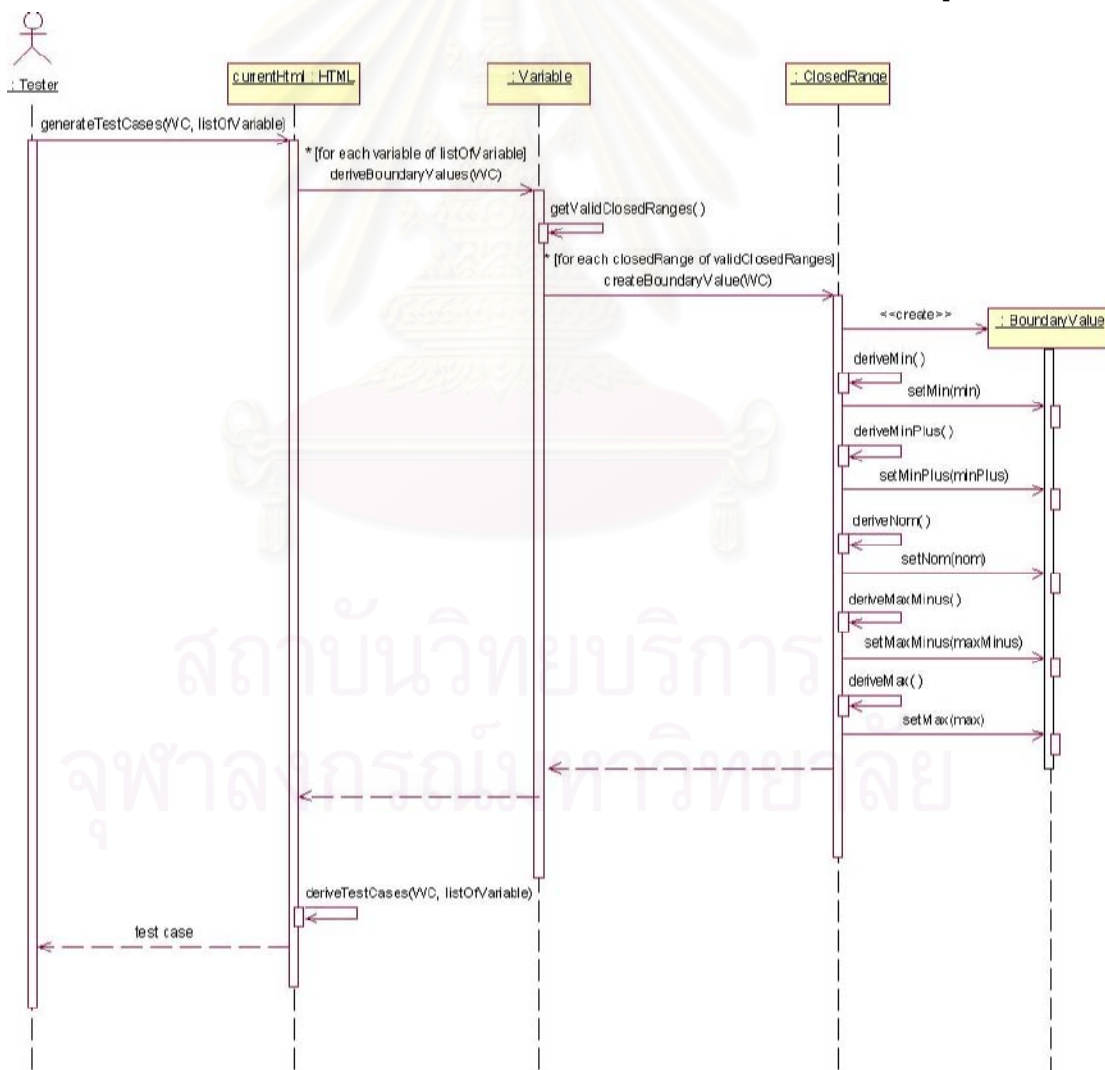 : Tester
currentHtml : HTML
: Variable
: ClosedRange
generateTestCases(WC, listOfVariable)
* [for each variable of listOfVariable]
deriveBoundaryValues(WC)
getValidClosedRanges( )
* [for each closedRange of validClosedRanges]
createBoundaryValue(WC)
<<create>>
: BoundaryValue
deriveMin( )
setMin(min)
deriveMinPlus( )
setMinPlus(minPlus)
deriveNom( )
setNom(nom)
deriveMaxMinus( )
setMaxMinus(maxMinus)
deriveMax( )
setMax(max)
สถาบันวิทยบริการ
จุฬาลงกรณ์มหาวิทยาลัย
deriveTestCases(WC, listOfVariable)
test case